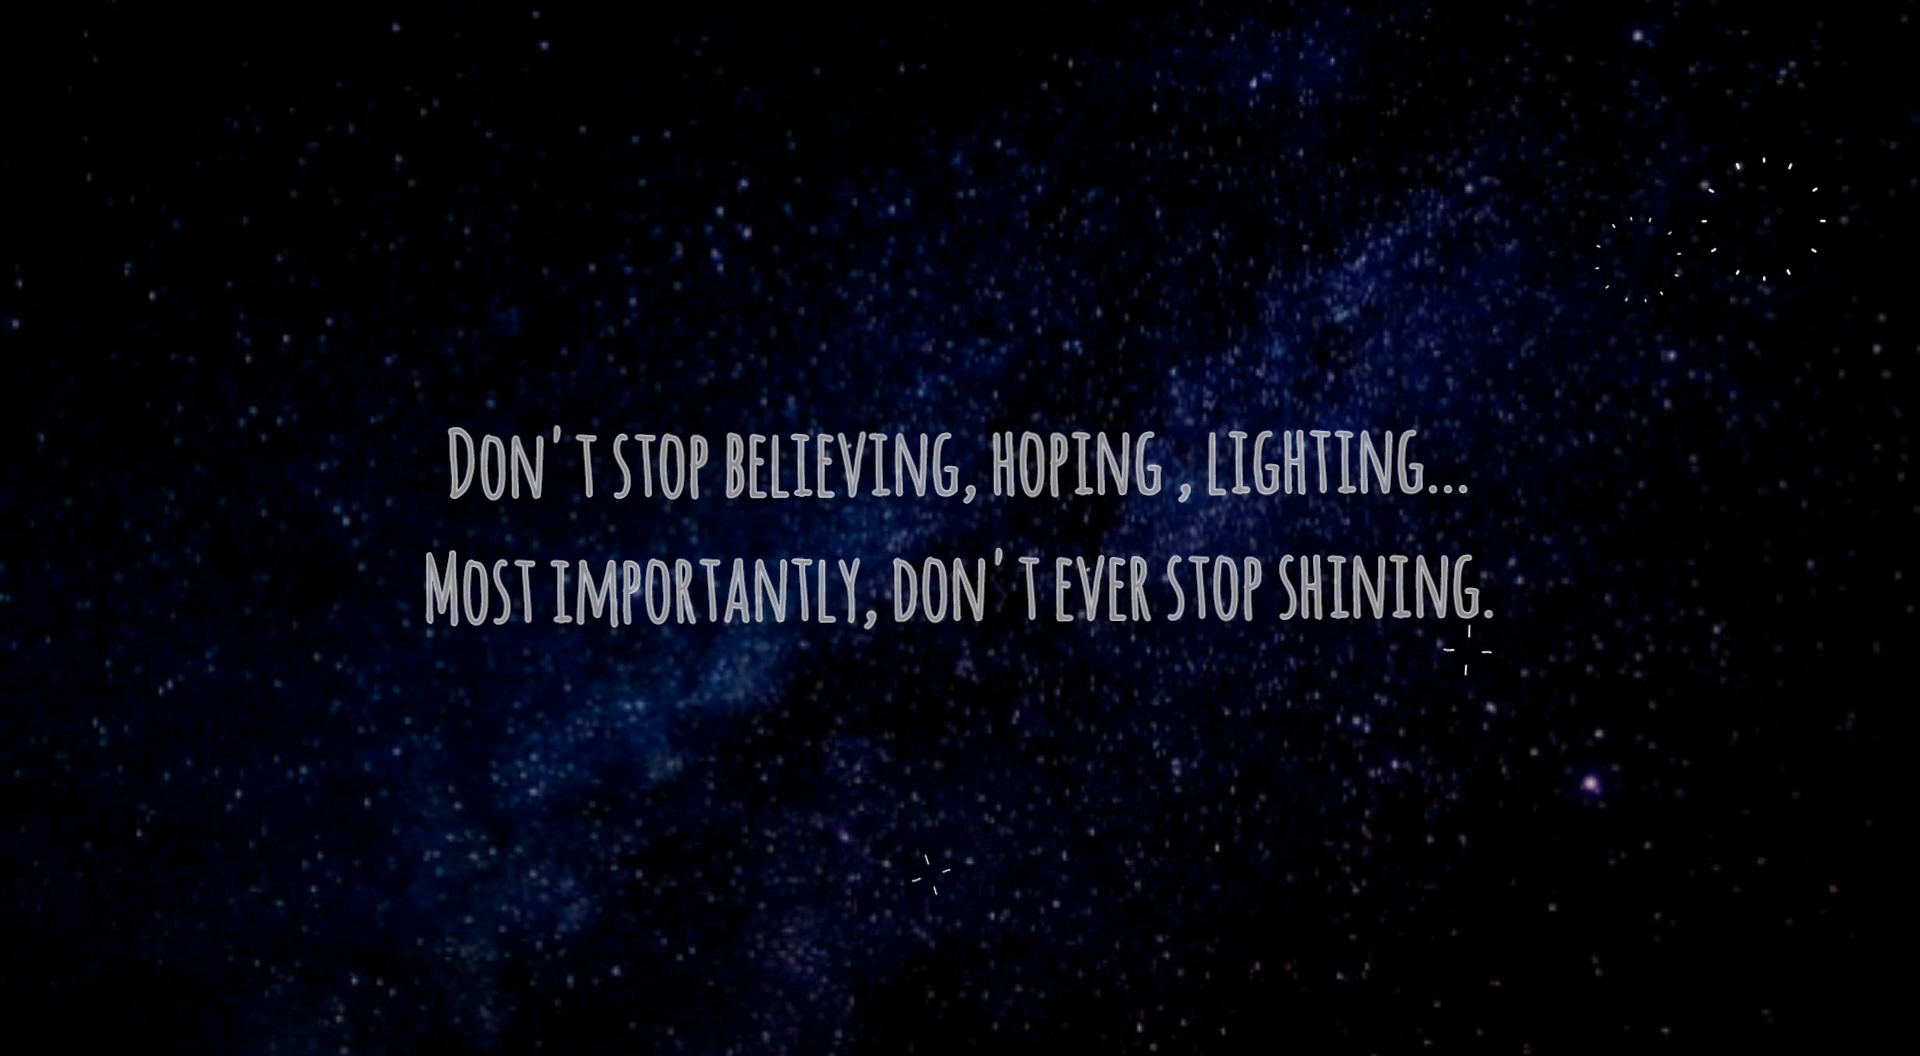 Don't stop believing, hoping , lighting...
Most importantly, don't ever stop shining.